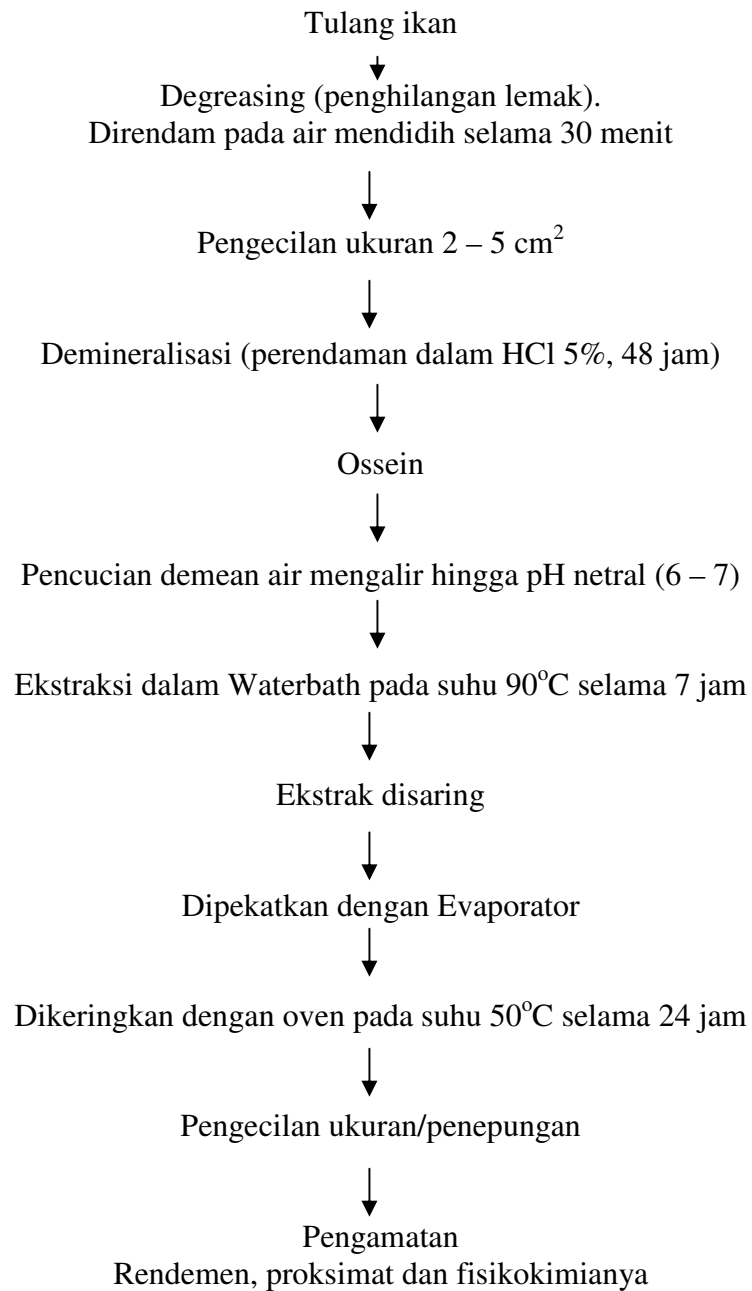 Tulang ikan
Degreasing (penghilangan lemak).
Direndam pada air mendidih selama 30 menit
Pengecilan ukuran 2 – 5 cm²
Demineralisasi (perendaman dalam HCl 5%, 48 jam)
Ossein
Pencucian demean air mengalir hingga pH netral (6 – 7)
Ekstraksi dalam Waterbath pada suhu 90°C selama 7 jam
Ekstrak disaring
Dipekatkan dengan Evaporator
Dikeringkan dengan oven pada suhu 50°C selama 24 jam
Pengecilan ukuran/penepungan
Pengamatan
Rendemen, proksimat dan fisikokimianya